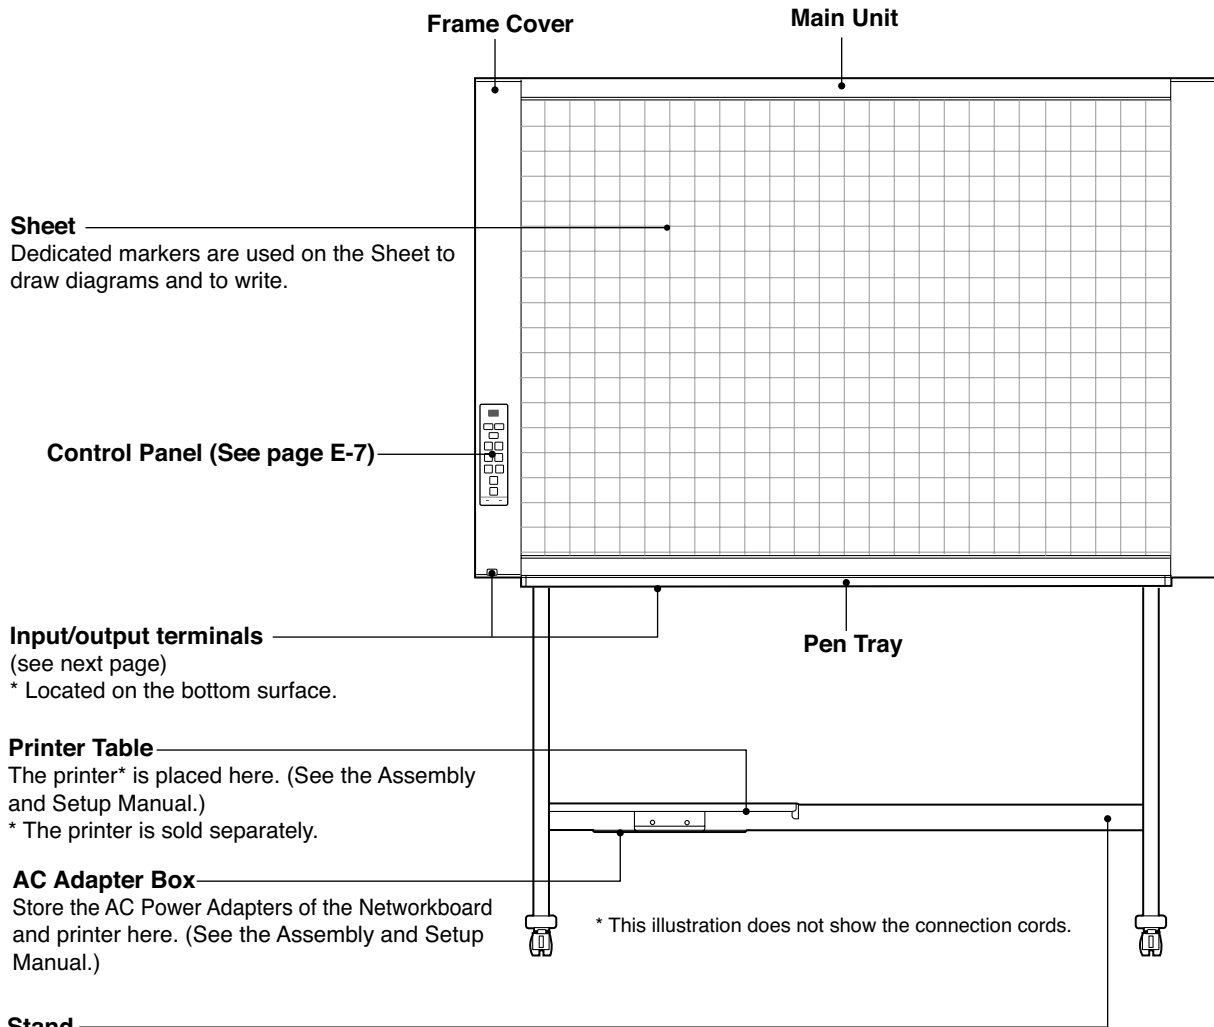 Frame Cover
Main Unit
Sheet
Dedicated markers are used on the Sheet to
draw diagrams and to write.
Control Panel (See page E-7)
Input/output terminals
(see next page)
* Located on the bottom surface.
Pen Tray
Printer Table
The printer* is placed here. (See the Assembly
and Setup Manual.)
* The printer is sold separately.
AC Adapter Box
Store the AC Power Adapters of the Networkboard
and printer here. (See the Assembly and Setup
Manual.)
* This illustration does not show the connection cords.
Stand